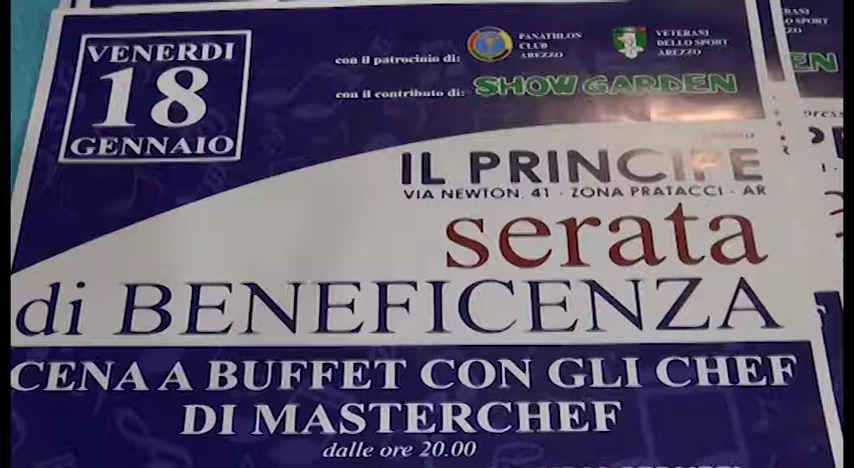 VENERDI
18
GENNAIO
con il patrocinio di:
PANATHLON
CLUB
AREZZO
VETERANI
DELLO SPORT
AREZZO
con il contributo di:
SHOW GARDEN
IL PRINCIPE
VIA NEWTON, 41 - ZONA PRATACCI - AR
serata
di BENEFICENZA
CENA A BUFFET CON GLI CHEF
DI MASTERCHEF
dalle ore 20.00